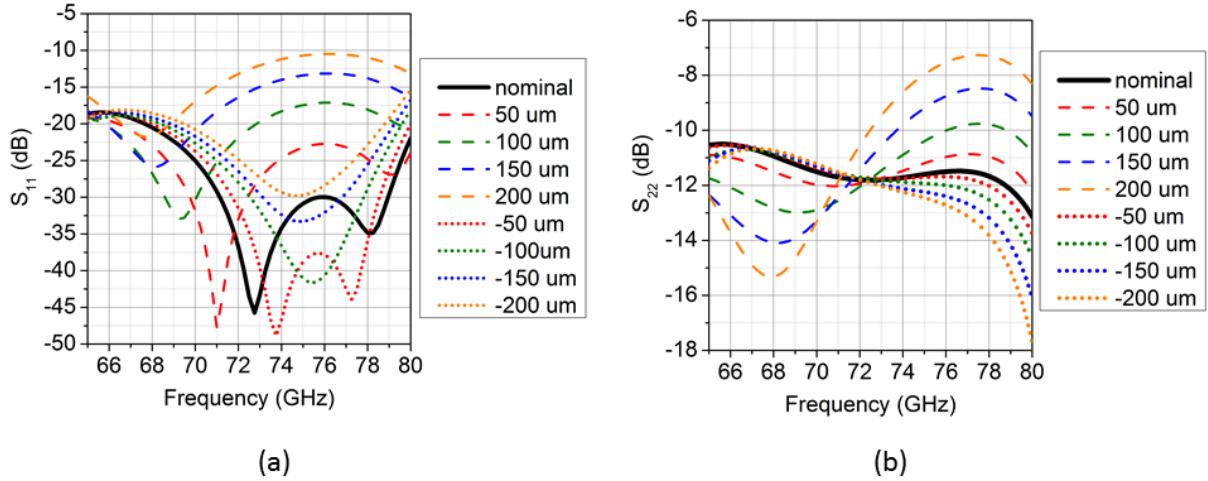 -5
-10
-15
-20
-25
-30
-35
-40
-45
-50
S11 (dB)
66 68 70 72 74 76 78 80
Frequency (GHz)
nominal
50 um
100 um
150 um
200 um
-50 um
-100um
-150 um
-200 um
(a)
-6
-8
-10
-12
-14
-16
-18
S22 (dB)
66 68 70 72 74 76 78 80
Frequency (GHz)
nominal
50 um
100 um
150 um
200 um
-50 um
-100 um
-150 um
-200 um
(b)